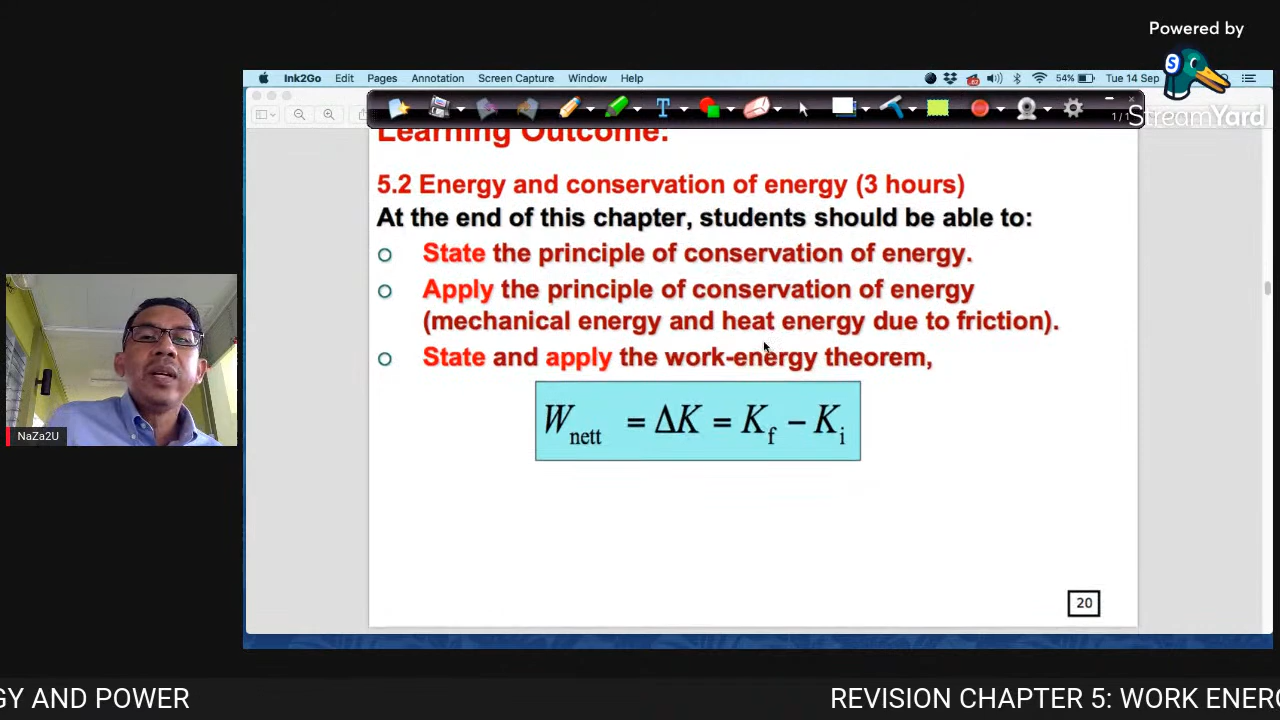 Powered by
StreamYard
Ink2Go Edit Pages Annotation Screen Capture Window Help 54% Tue 14 Sep
1/1
Learning Outcome:
5.2 Energy and conservation of energy (3 hours)
At the end of this chapter, students should be able to:
State the principle of conservation of energy.
Apply the principle of conservation of energy
(mechanical energy and heat energy due to friction).
State and apply the work-energy theorem,
W nett = ΔK = K f − K i
NaZa2U
20
GY AND POWER REVISION CHAPTER 5: WORK ENERG